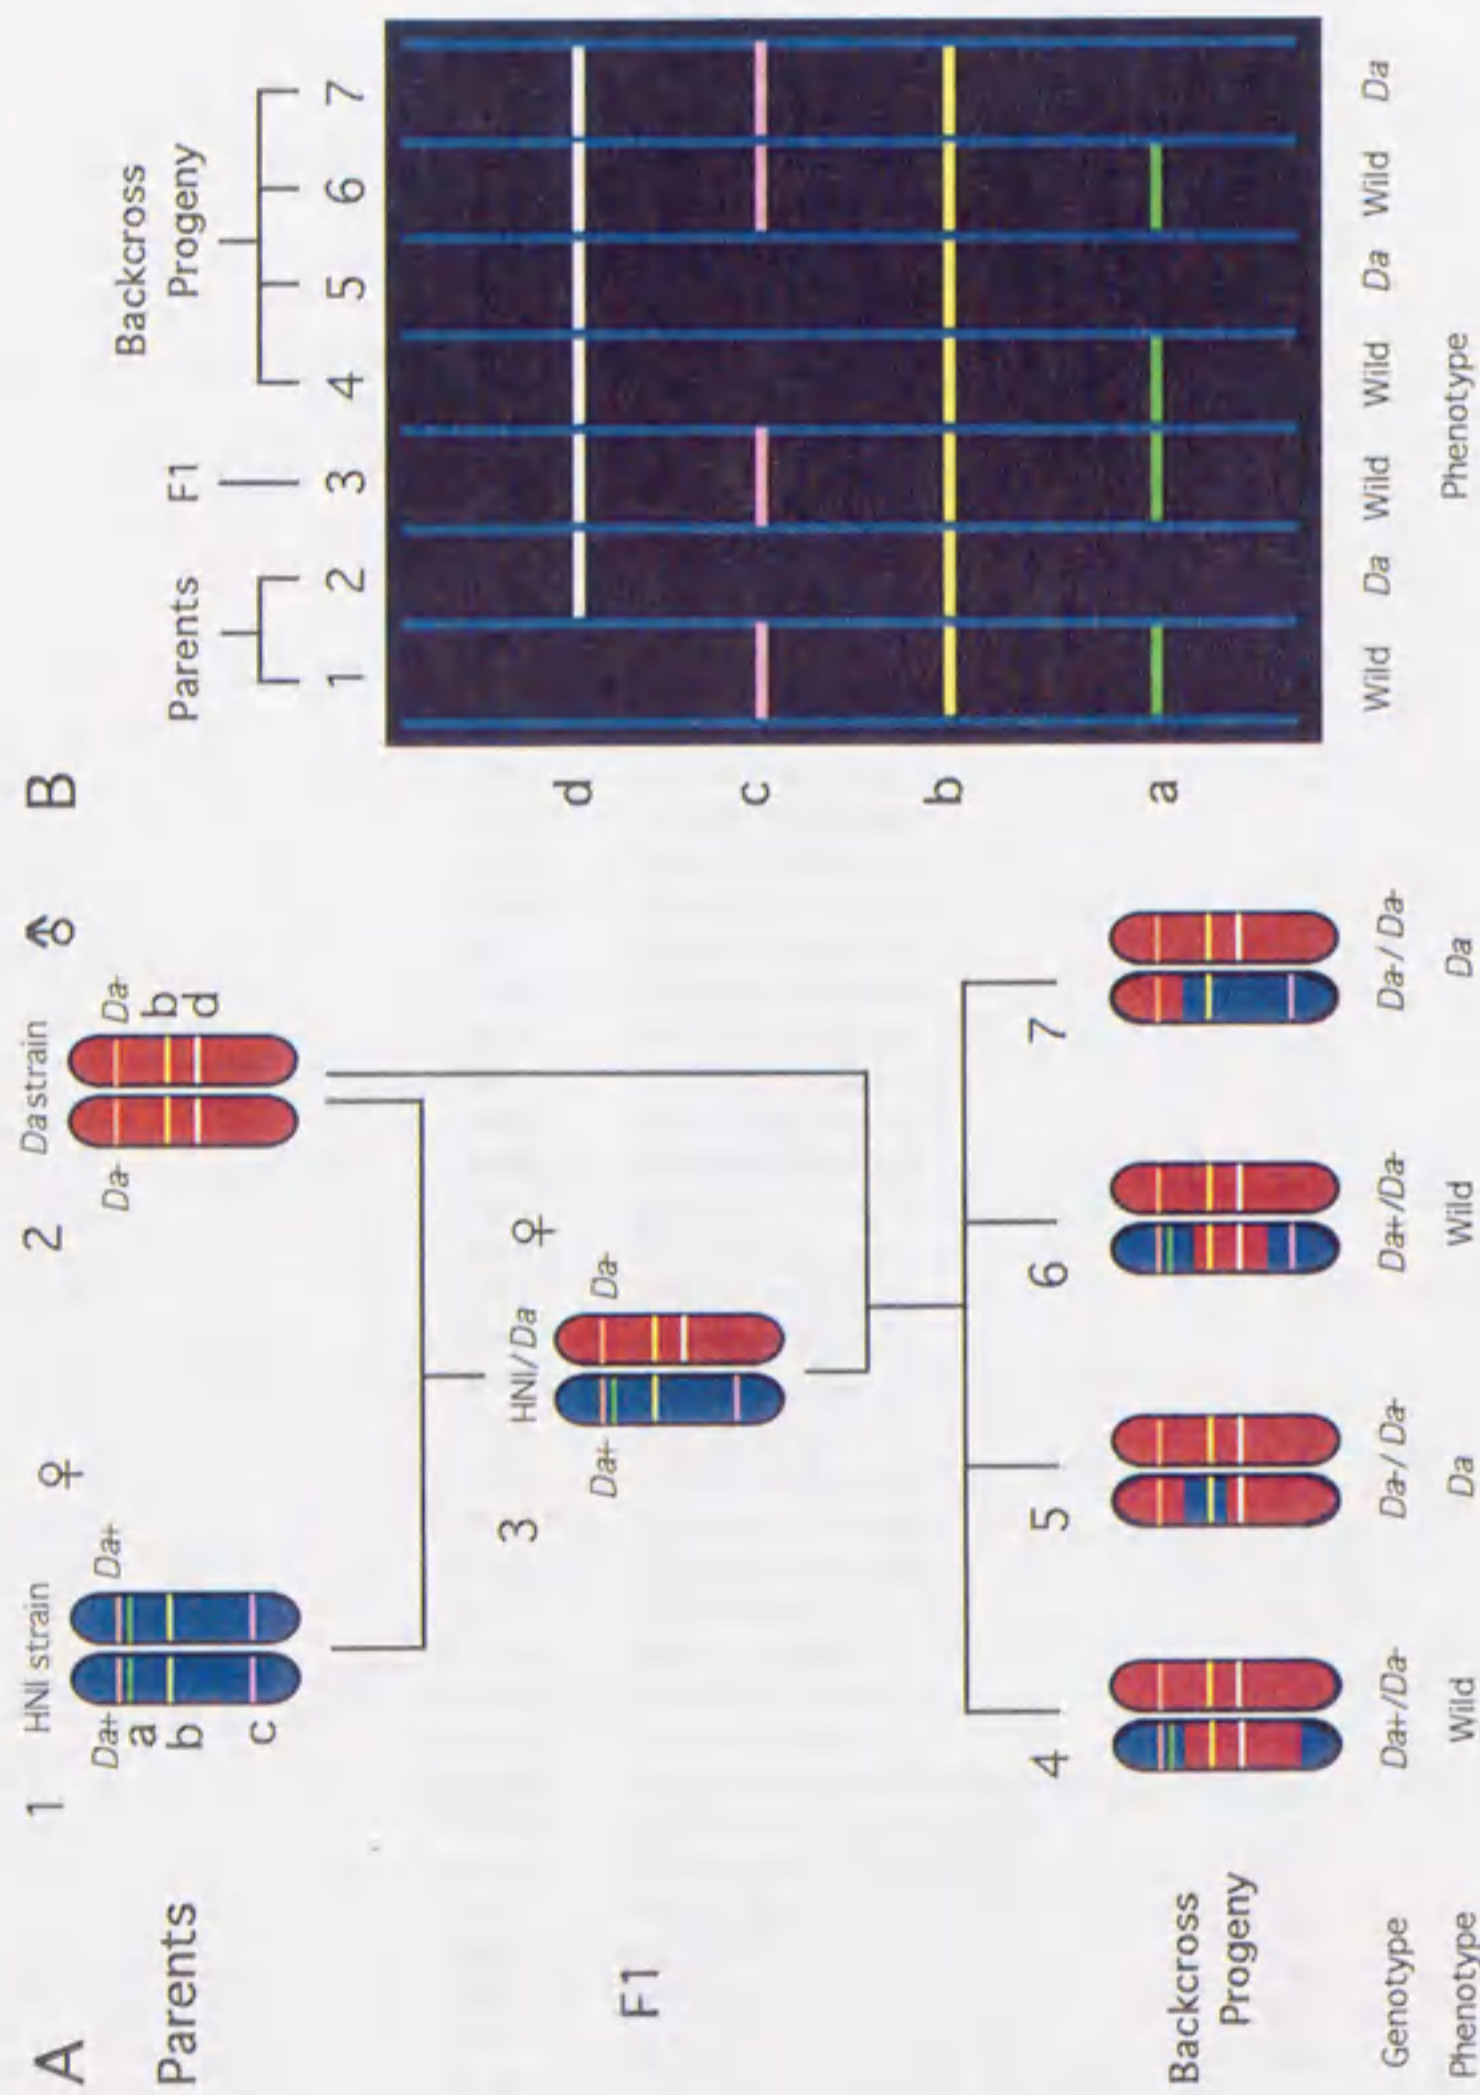 A
1 HNI strain ♀
2 Da strain ♂
Parents
Da+ Da+
a
b
c
Da- Da-
b
d
3 HNI/Da ♀
F1
Da+ Da-
4 5 6 7
Backcross
Progeny
Genotype Da+/Da- Da-/Da- Da+/Da- Da-/Da-
Phenotype Wild Da Wild Da
B
Parents F1 Backcross
Progeny
1 2 3 4 5 6 7
d
c
b
a
Wild Da Wild Wild Da Wild Da
Phenotype